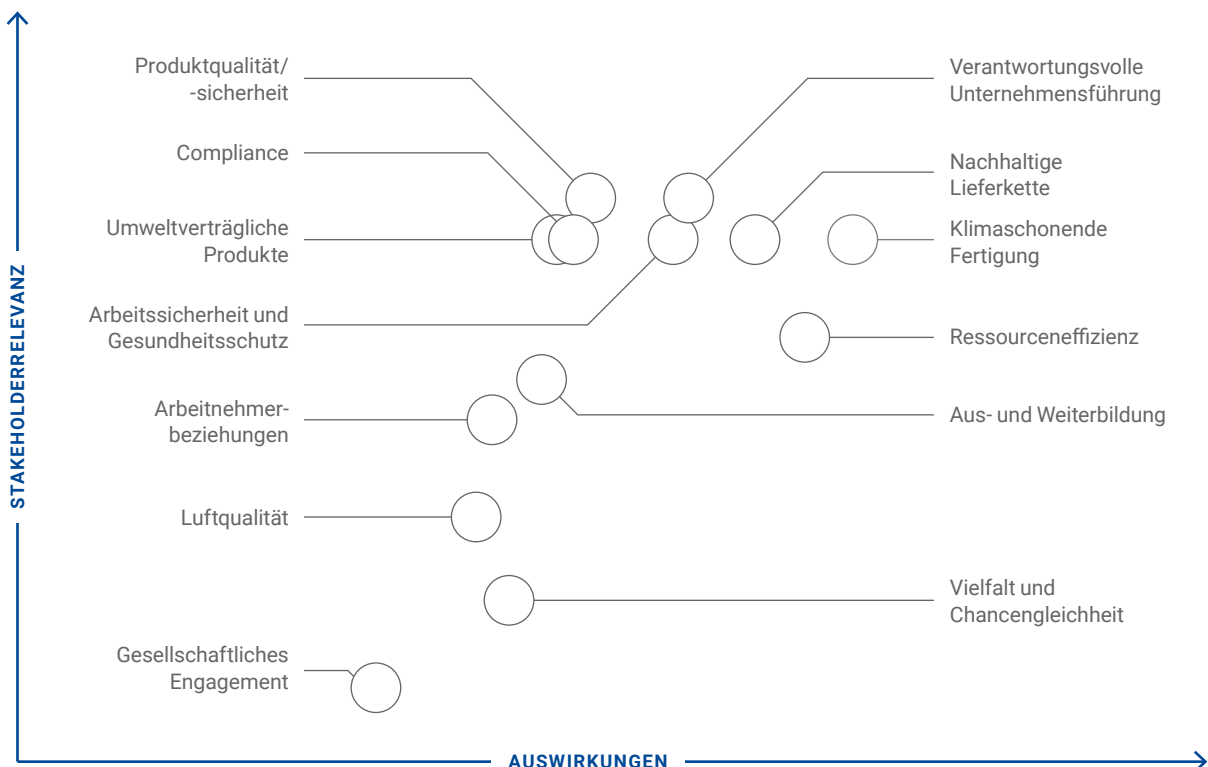 Produktqualität/
-sicherheit
Compliance
Umweltverträgliche
Produkte
Arbeitssicherheit und
Gesundheitsschutz
Arbeitnehmer-
beziehungen
Luftqualität
Gesellschaftliches
Engagement
Verantwortungsvolle
Unternehmensführung
Nachhaltige
Lieferkette
Klimaschonende
Fertigung
Ressourceneffizienz
Aus- und Weiterbildung
Vielfalt und
Chancengleichheit
STAKEHOLDERRELEVANZ
AUSWIRKUNGEN